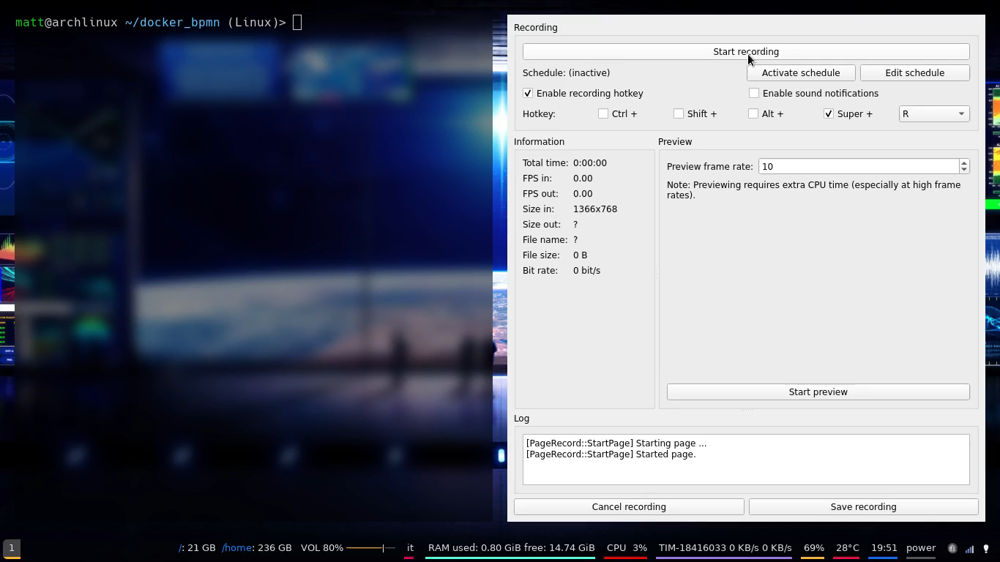 matt@archlinux ~/docker_bpmn (Linux)>
Recording
Start recording
Schedule: (inactive)
Activate schedule
Edit schedule
Enable recording hotkey
Enable sound notifications
Hotkey:
Ctrl +
Shift +
Alt +
Super +
R
Information
Total time: 0:00:00
FPS in: 0.00
FPS out: 0.00
Size in: 1366x768
Size out: ?
File name: ?
File size: 0 B
Bit rate: 0 bit/s
Preview
Preview frame rate: 10
Note: Previewing requires extra CPU time (especially at high frame
rates).
Start preview
Log
[PageRecord::StartPage] Starting page ...
[PageRecord::StartPage] Started page.
Cancel recording
Save recording
1
/: 21 GB /home: 236 GB VOL 80% it RAM used: 0.80 GiB free: 14.74 GiB CPU 3% TIM-18416033 0 KB/s 0 KB/s 69% 28°C 19:51 power